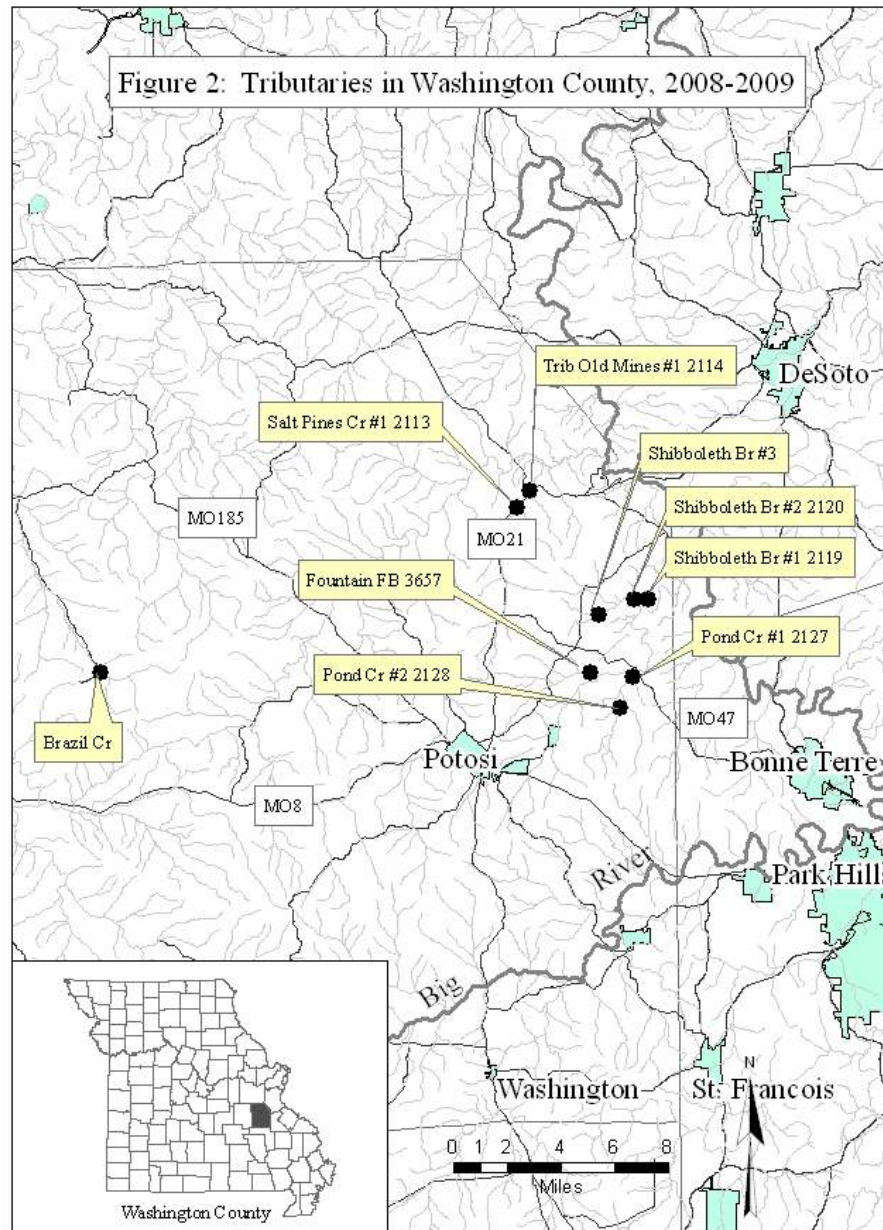 Figure 2: Tributaries in Washington County, 2008-2009
Trib Old Mines #1 2114
DeSoto
Salt Pines Cr #1 2113
Shibboleth Br #3
MO185
Shibboleth Br #2 2120
MO21
Shibboleth Br #1 2119
Fountain FB 3657
Pond Cr #1 2127
Pond Cr #2 2128
MO47
Brazil Cr
Potosi
Bonne Terre
MO8
River
Park Hill
Big
N
Washington
St. Francois
0 1 2 4 6 8
Miles
Washington County